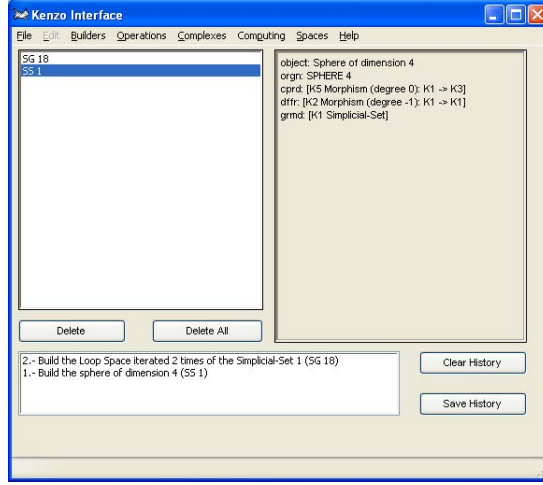 Kenzo Interface
File Edit Builders Operations Complexes Computing Spaces Help
SG 18
SS 1
object: Sphere of dimension 4
orgn: SPHERE 4
cprd: [K5 Morphism (degree 0): K1 -> K3]
dffr: [K2 Morphism (degree -1): K1 -> K1]
grmd: [K1 Simplicial-Set]
Delete
Delete All
2.- Build the Loop Space iterated 2 times of the Simplicial-Set 1 (SG 18)
1.- Build the sphere of dimension 4 (SS 1)
Clear History
Save History